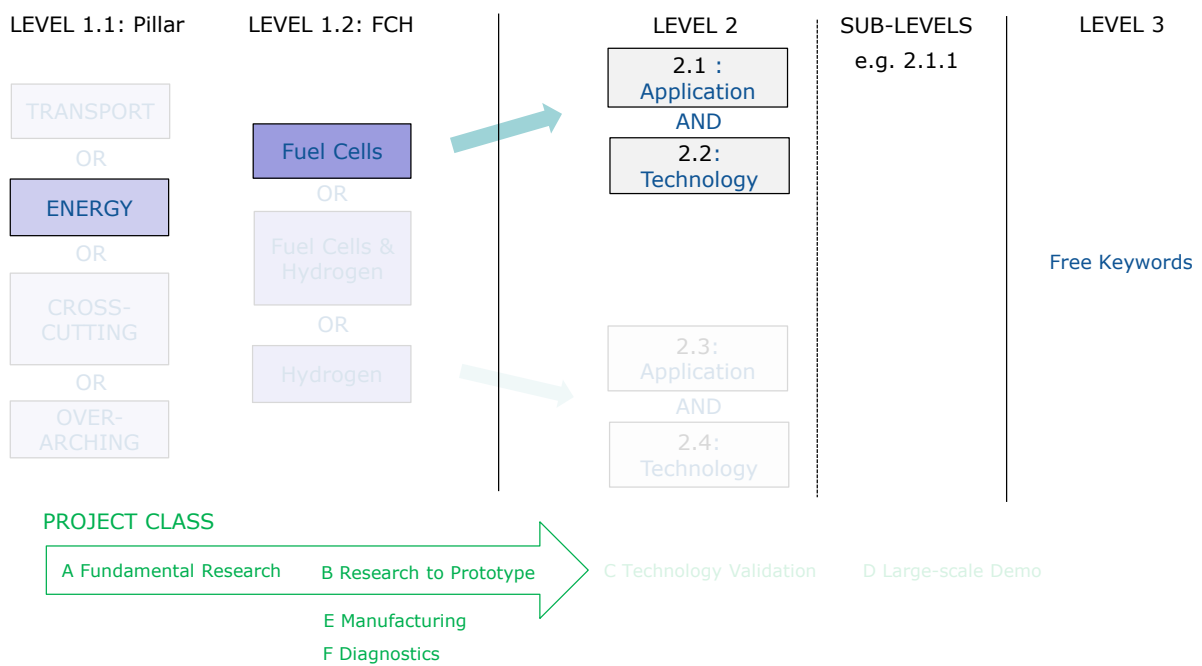 LEVEL 1.1: Pillar
LEVEL 1.2: FCH
LEVEL 2
SUB-LEVELS
e.g. 2.1.1
LEVEL 3
TRANSPORT
OR
ENERGY
OR
CROSS-
CUTTING
OR
OVER-
ARCHING
Fuel Cells
OR
Fuel Cells &
Hydrogen
OR
Hydrogen
2.1 :
Application
AND
2.2:
Technology
2.3:
Application
AND
2.4:
Technology
Free Keywords
PROJECT CLASS
A Fundamental Research
B Research to Prototype
C Technology Validation
D Large-scale Demo
E Manufacturing
F Diagnostics